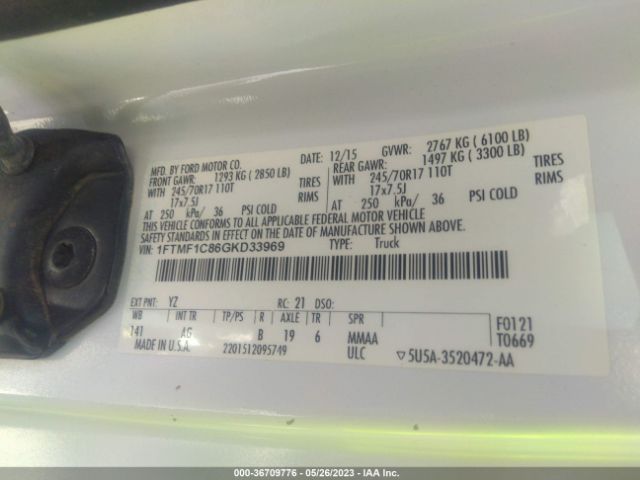 MFD. BY FORD MOTOR CO.
DATE: 12/15 GVWR: 2767 KG (6100 LB)
FRONT GAWR: 1293 KG (2850 LB)
REAR GAWR: 1497 KG (3300 LB)
WITH 245/70R17 110T TIRES
WITH 245/70R17 110T TIRES
17x7.5J RIMS
17x7.5J RIMS
AT 250 kPa/ 36 PSI COLD
AT 250 kPa/ 36 PSI COLD
THIS VEHICLE CONFORMS TO ALL APPLICABLE FEDERAL MOTOR VEHICLE
SAFETY STANDARDS IN EFFECT ON THE DATE OF MANUFACTURE SHOWN ABOVE.
VIN: 1FTMF1C86GKD33969
TYPE: Truck
EXT PNT: YZ RC: 21 DSO:
WB INT TR TP/PS R A TR SPR
141 AG B 19 6 MMAA
F0121
T0669
MADE IN U.S.A. 2201512095749 ULC ▽5U5A-3520472-AA
000-36709776 — 05/26/2023 — IAA Inc.